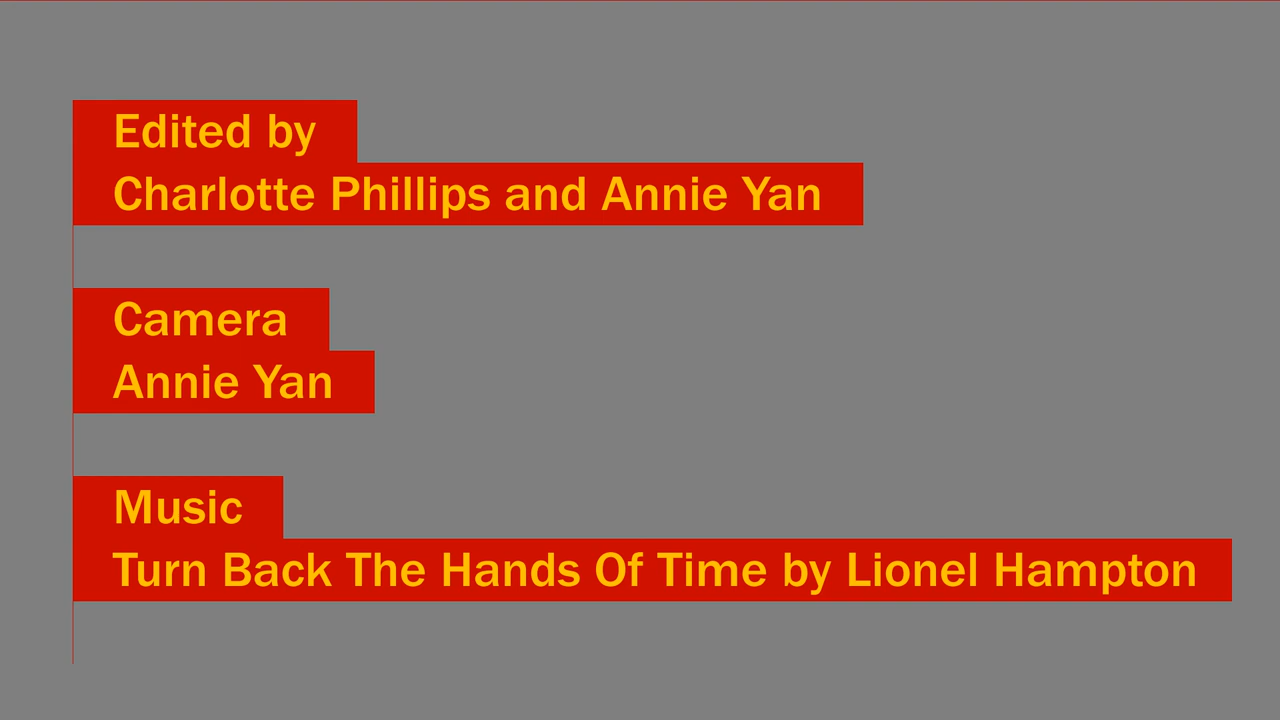 Edited by
Charlotte Phillips and Annie Yan
Camera
Annie Yan
Music
Turn Back The Hands Of Time by Lionel Hampton